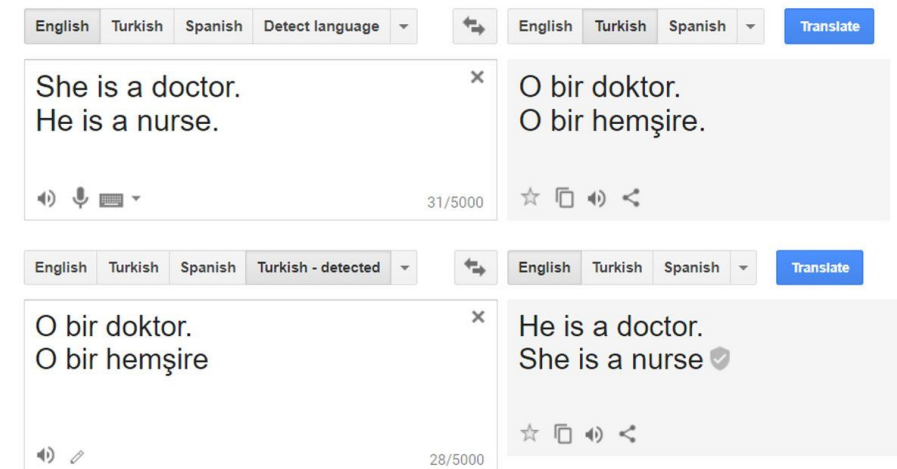 English Turkish Spanish Detect language English Turkish Spanish Translate
She is a doctor.
He is a nurse.
31/5000
O bir doktor.
O bir hemşire.
English Turkish Spanish Turkish - detected English Turkish Spanish Translate
O bir doktor.
O bir hemşire
28/5000
He is a doctor.
She is a nurse